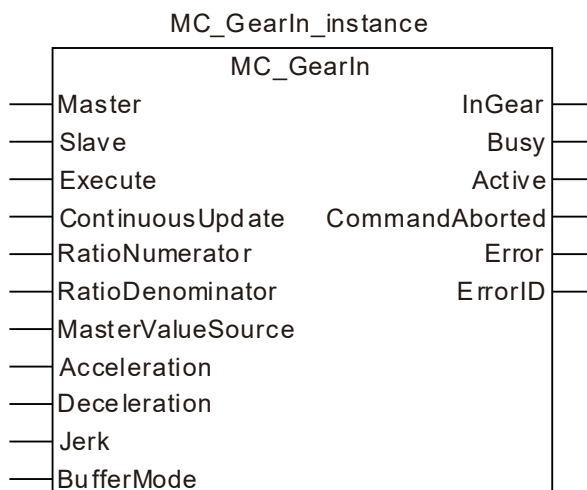 MC_GearIn_instance
MC_GearIn
Master InGear
Slave Busy
Execute Active
ContinuousUpdate CommandAborted
RatioNumerator Error
RatioDenominator ErrorID
MasterValueSource
Acceleration
Deceleration
Jerk
BufferMode